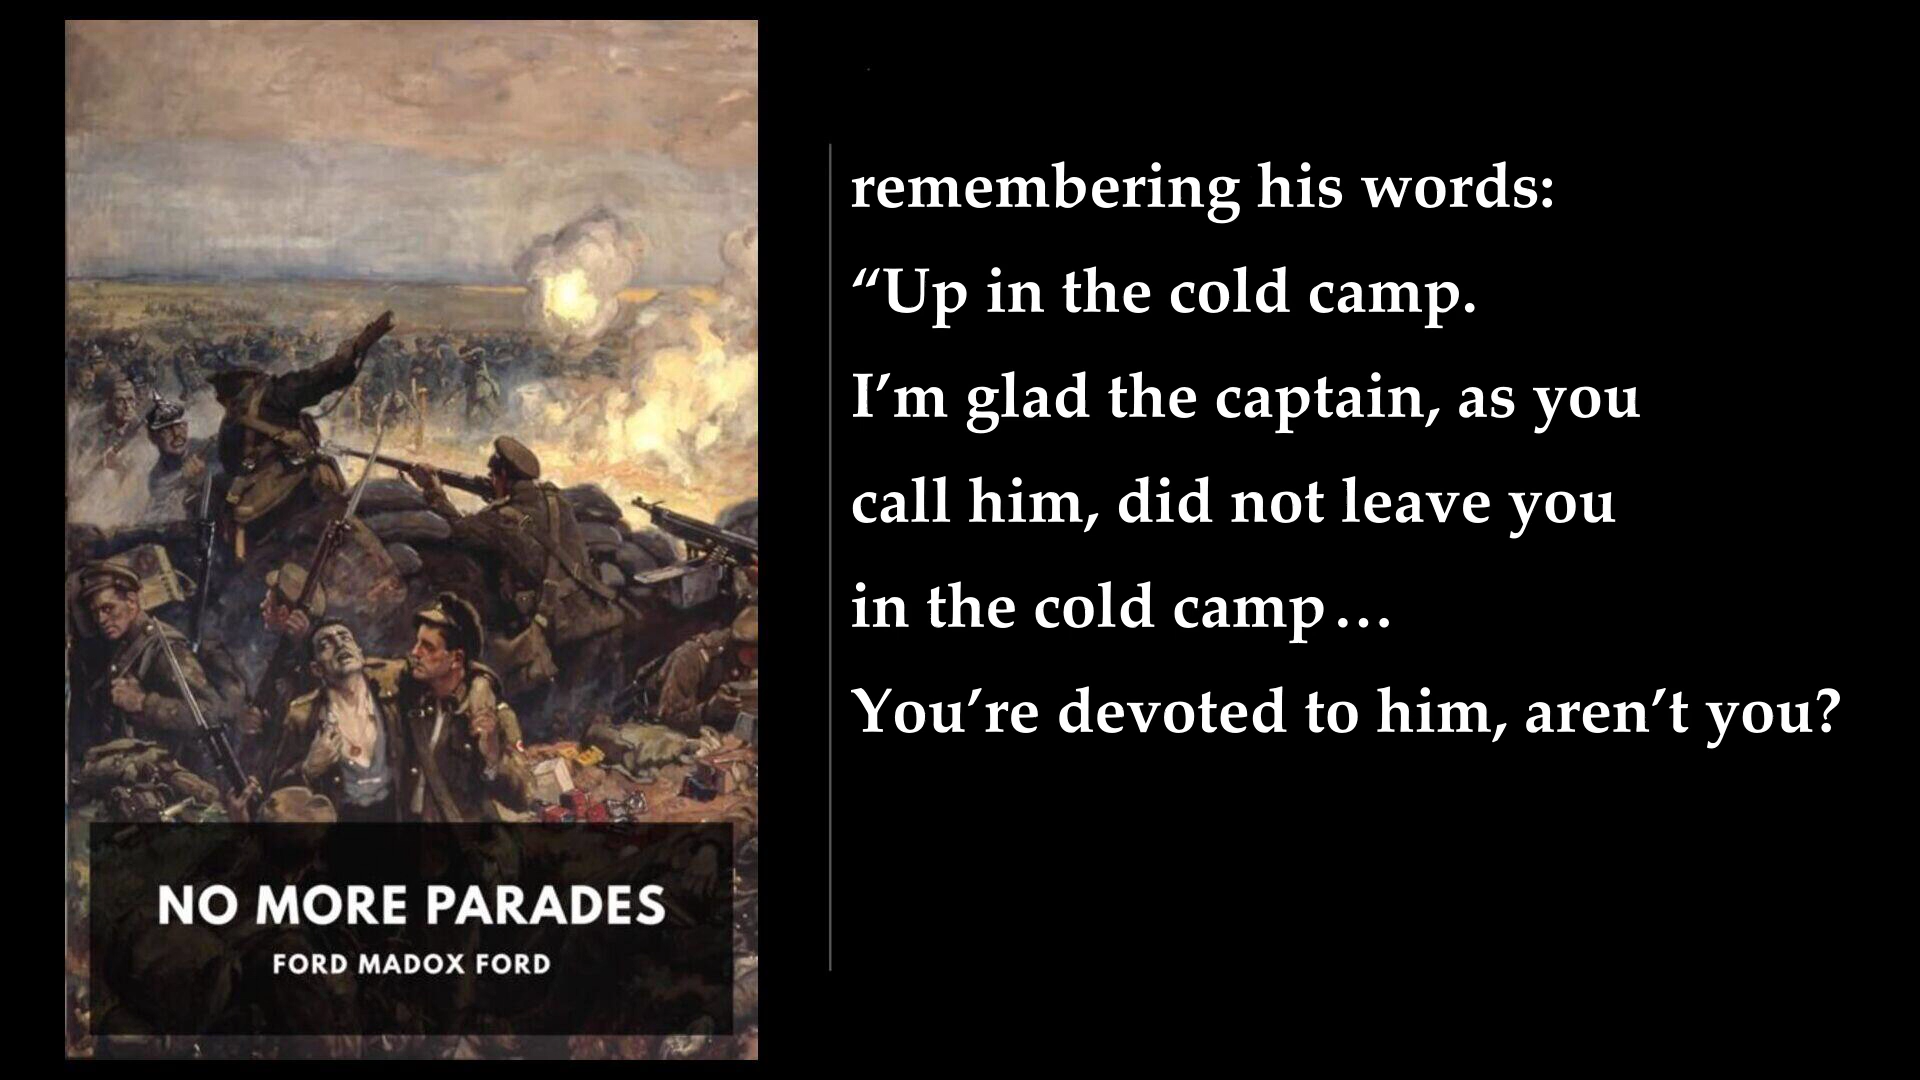 NO MORE PARADES
FORD MADOX FORD
remembering his words:
“Up in the cold camp.
I’m glad the captain, as you
call him, did not leave you
in the cold camp…
You’re devoted to him, aren’t you?